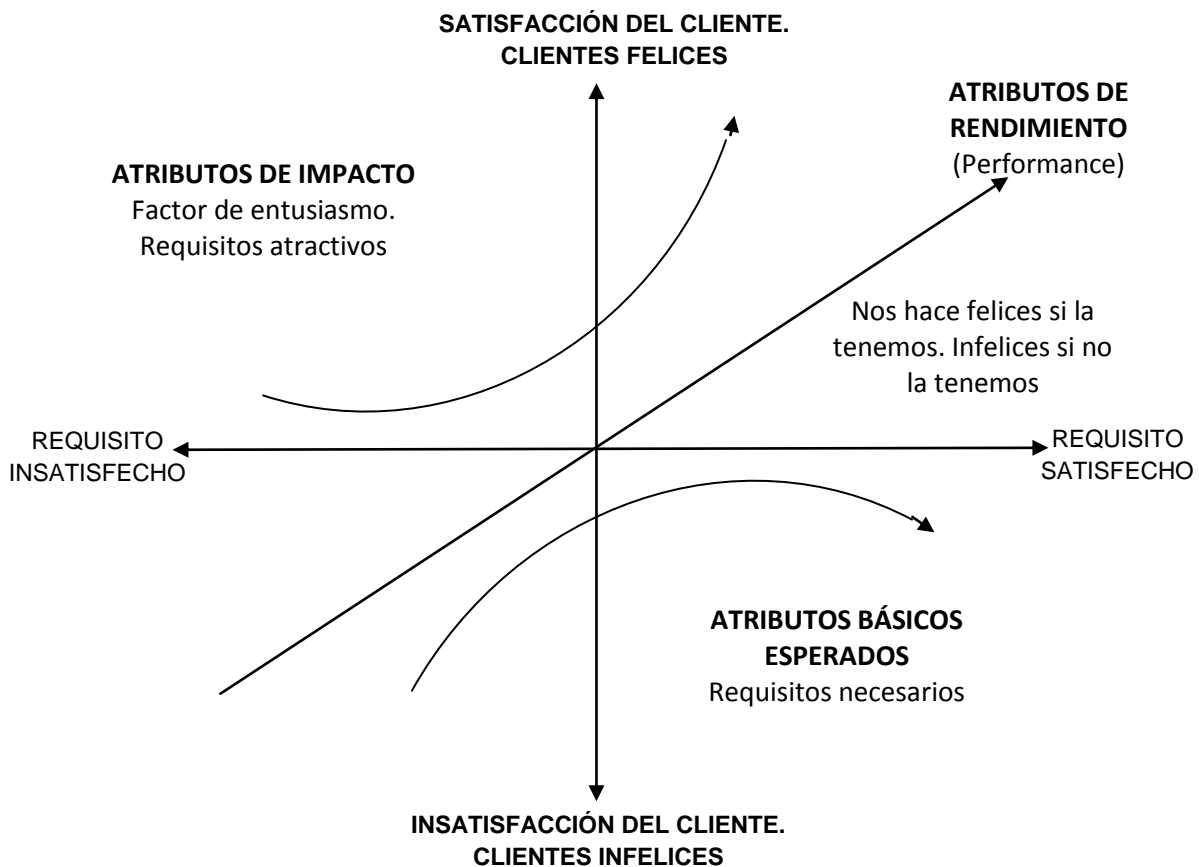 SATISFACCIÓN DEL CLIENTE.
CLIENTES FELICES
ATRIBUTOS DE
RENDIMIENTO
(Performance)
ATRIBUTOS DE IMPACTO
Factor de entusiasmo.
Requisitos atractivos
Nos hace felices si la
tenemos. Infelices si no
la tenemos
REQUISITO
INSATISFECHO
REQUISITO
SATISFECHO
ATRIBUTOS BÁSICOS
ESPERADOS
Requisitos necesarios
INSATISFACCIÓN DEL CLIENTE.
CLIENTES INFELICES